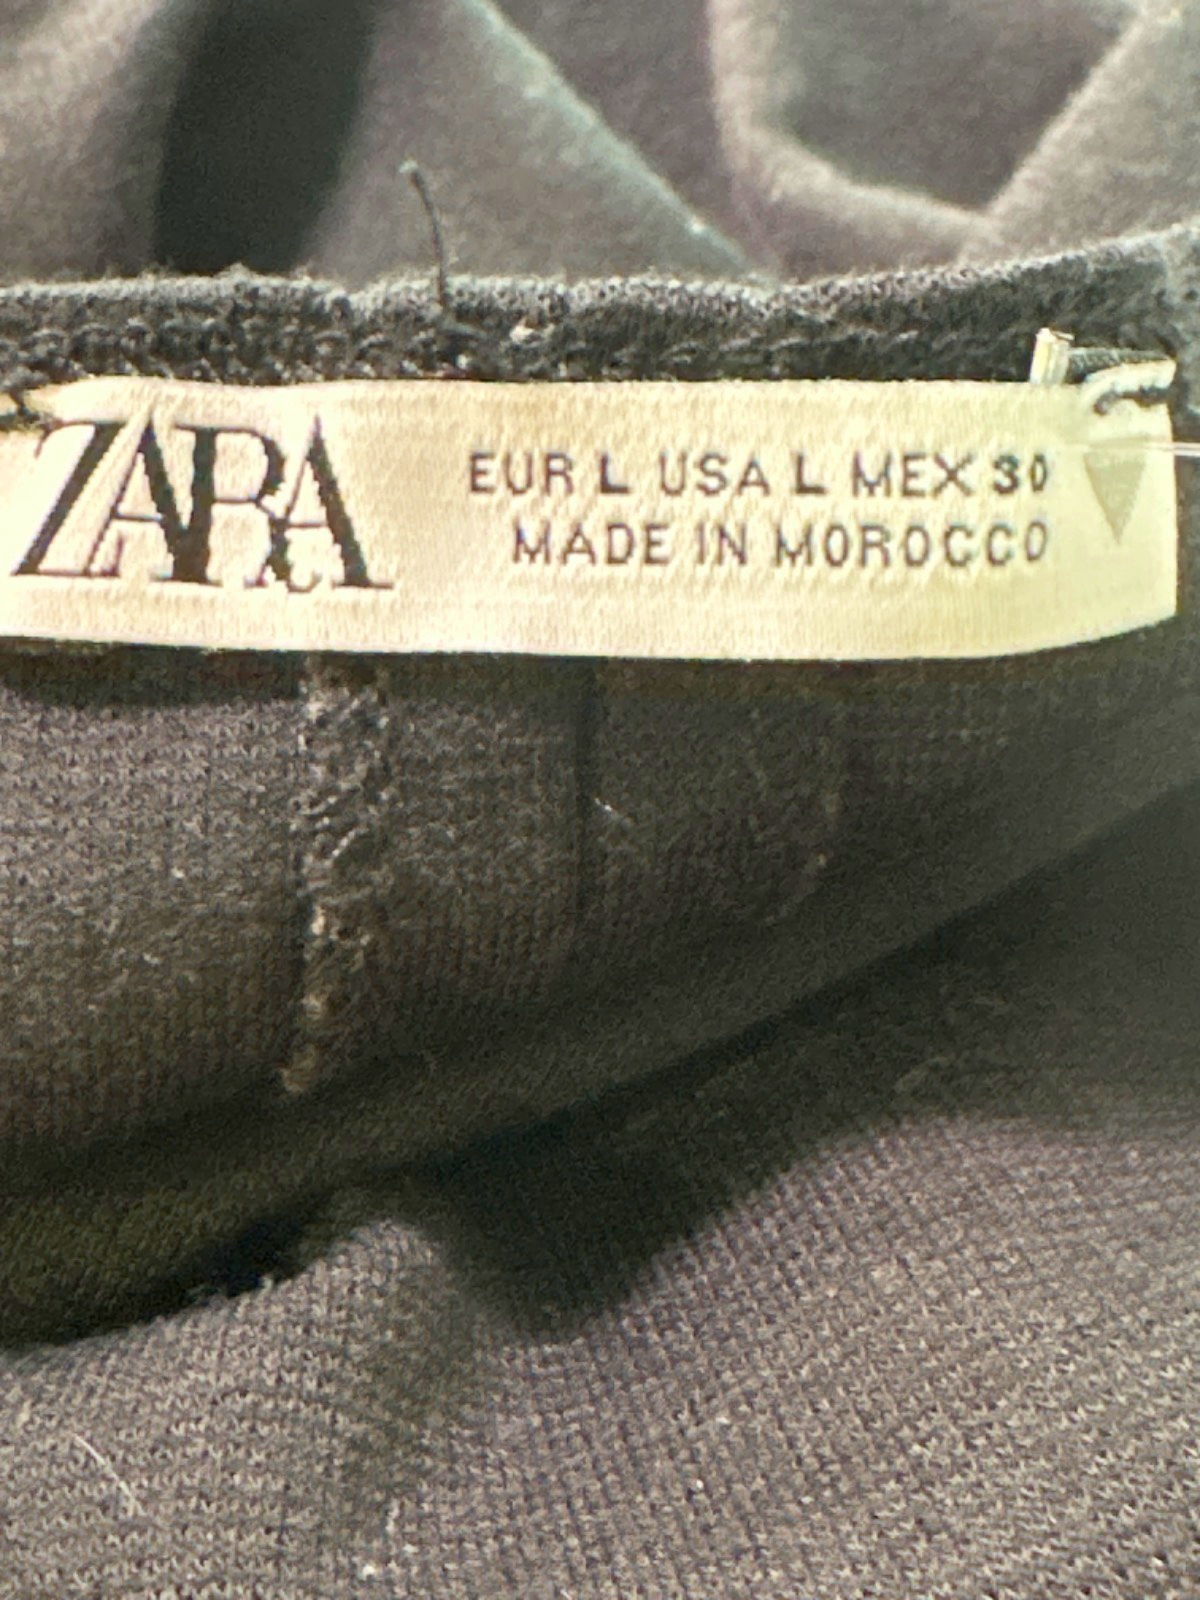 ZARA
EUR L USA L MEX 30
MADE IN MOROCCO